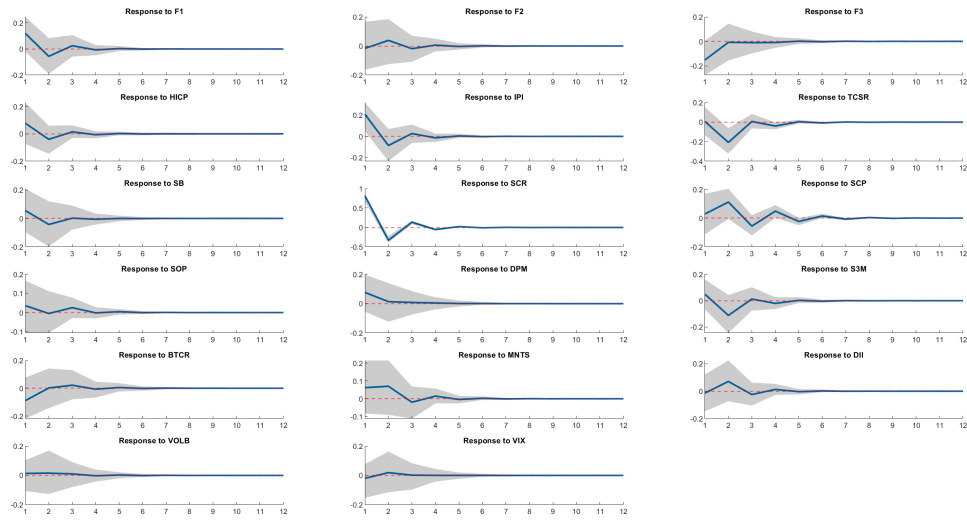 Response to F1
0.2
0
-0.2
1 2 3 4 5 6 7 8 9 10 11 12
Response to F2
0.2
0
-0.2
1 2 3 4 5 6 7 8 9 10 11 12
Response to F3
0
-0.2
1 2 3 4 5 6 7 8 9 10 11 12
Response to HICP
0.2
0
-0.2
1 2 3 4 5 6 7 8 9 10 11 12
Response to IPI
0.2
0
-0.2
1 2 3 4 5 6 7 8 9 10 11 12
Response to TCSR
0.2
0
-0.2
-0.4
1 2 3 4 5 6 7 8 9 10 11 12
Response to SB
0.2
0
-0.2
1 2 3 4 5 6 7 8 9 10 11 12
Response to SCR
1
0.5
0
-0.5
1 2 3 4 5 6 7 8 9 10 11 12
Response to SCP
0.2
0
-0.2
1 2 3 4 5 6 7 8 9 10 11 12
Response to SOP
0.2
0.1
0
-0.1
1 2 3 4 5 6 7 8 9 10 11 12
Response to DPM
0.2
0
-0.2
1 2 3 4 5 6 7 8 9 10 11 12
Response to S3M
0.2
0
-0.2
1 2 3 4 5 6 7 8 9 10 11 12
Response to BTCR
0.2
0
-0.2
1 2 3 4 5 6 7 8 9 10 11 12
Response to MNTS
0.2
0.1
0
-0.1
1 2 3 4 5 6 7 8 9 10 11 12
Response to DII
0.2
0
-0.2
1 2 3 4 5 6 7 8 9 10 11 12
Response to VOLB
0.2
0
-0.2
1 2 3 4 5 6 7 8 9 10 11 12
Response to VIX
0.2
0
-0.2
1 2 3 4 5 6 7 8 9 10 11 12